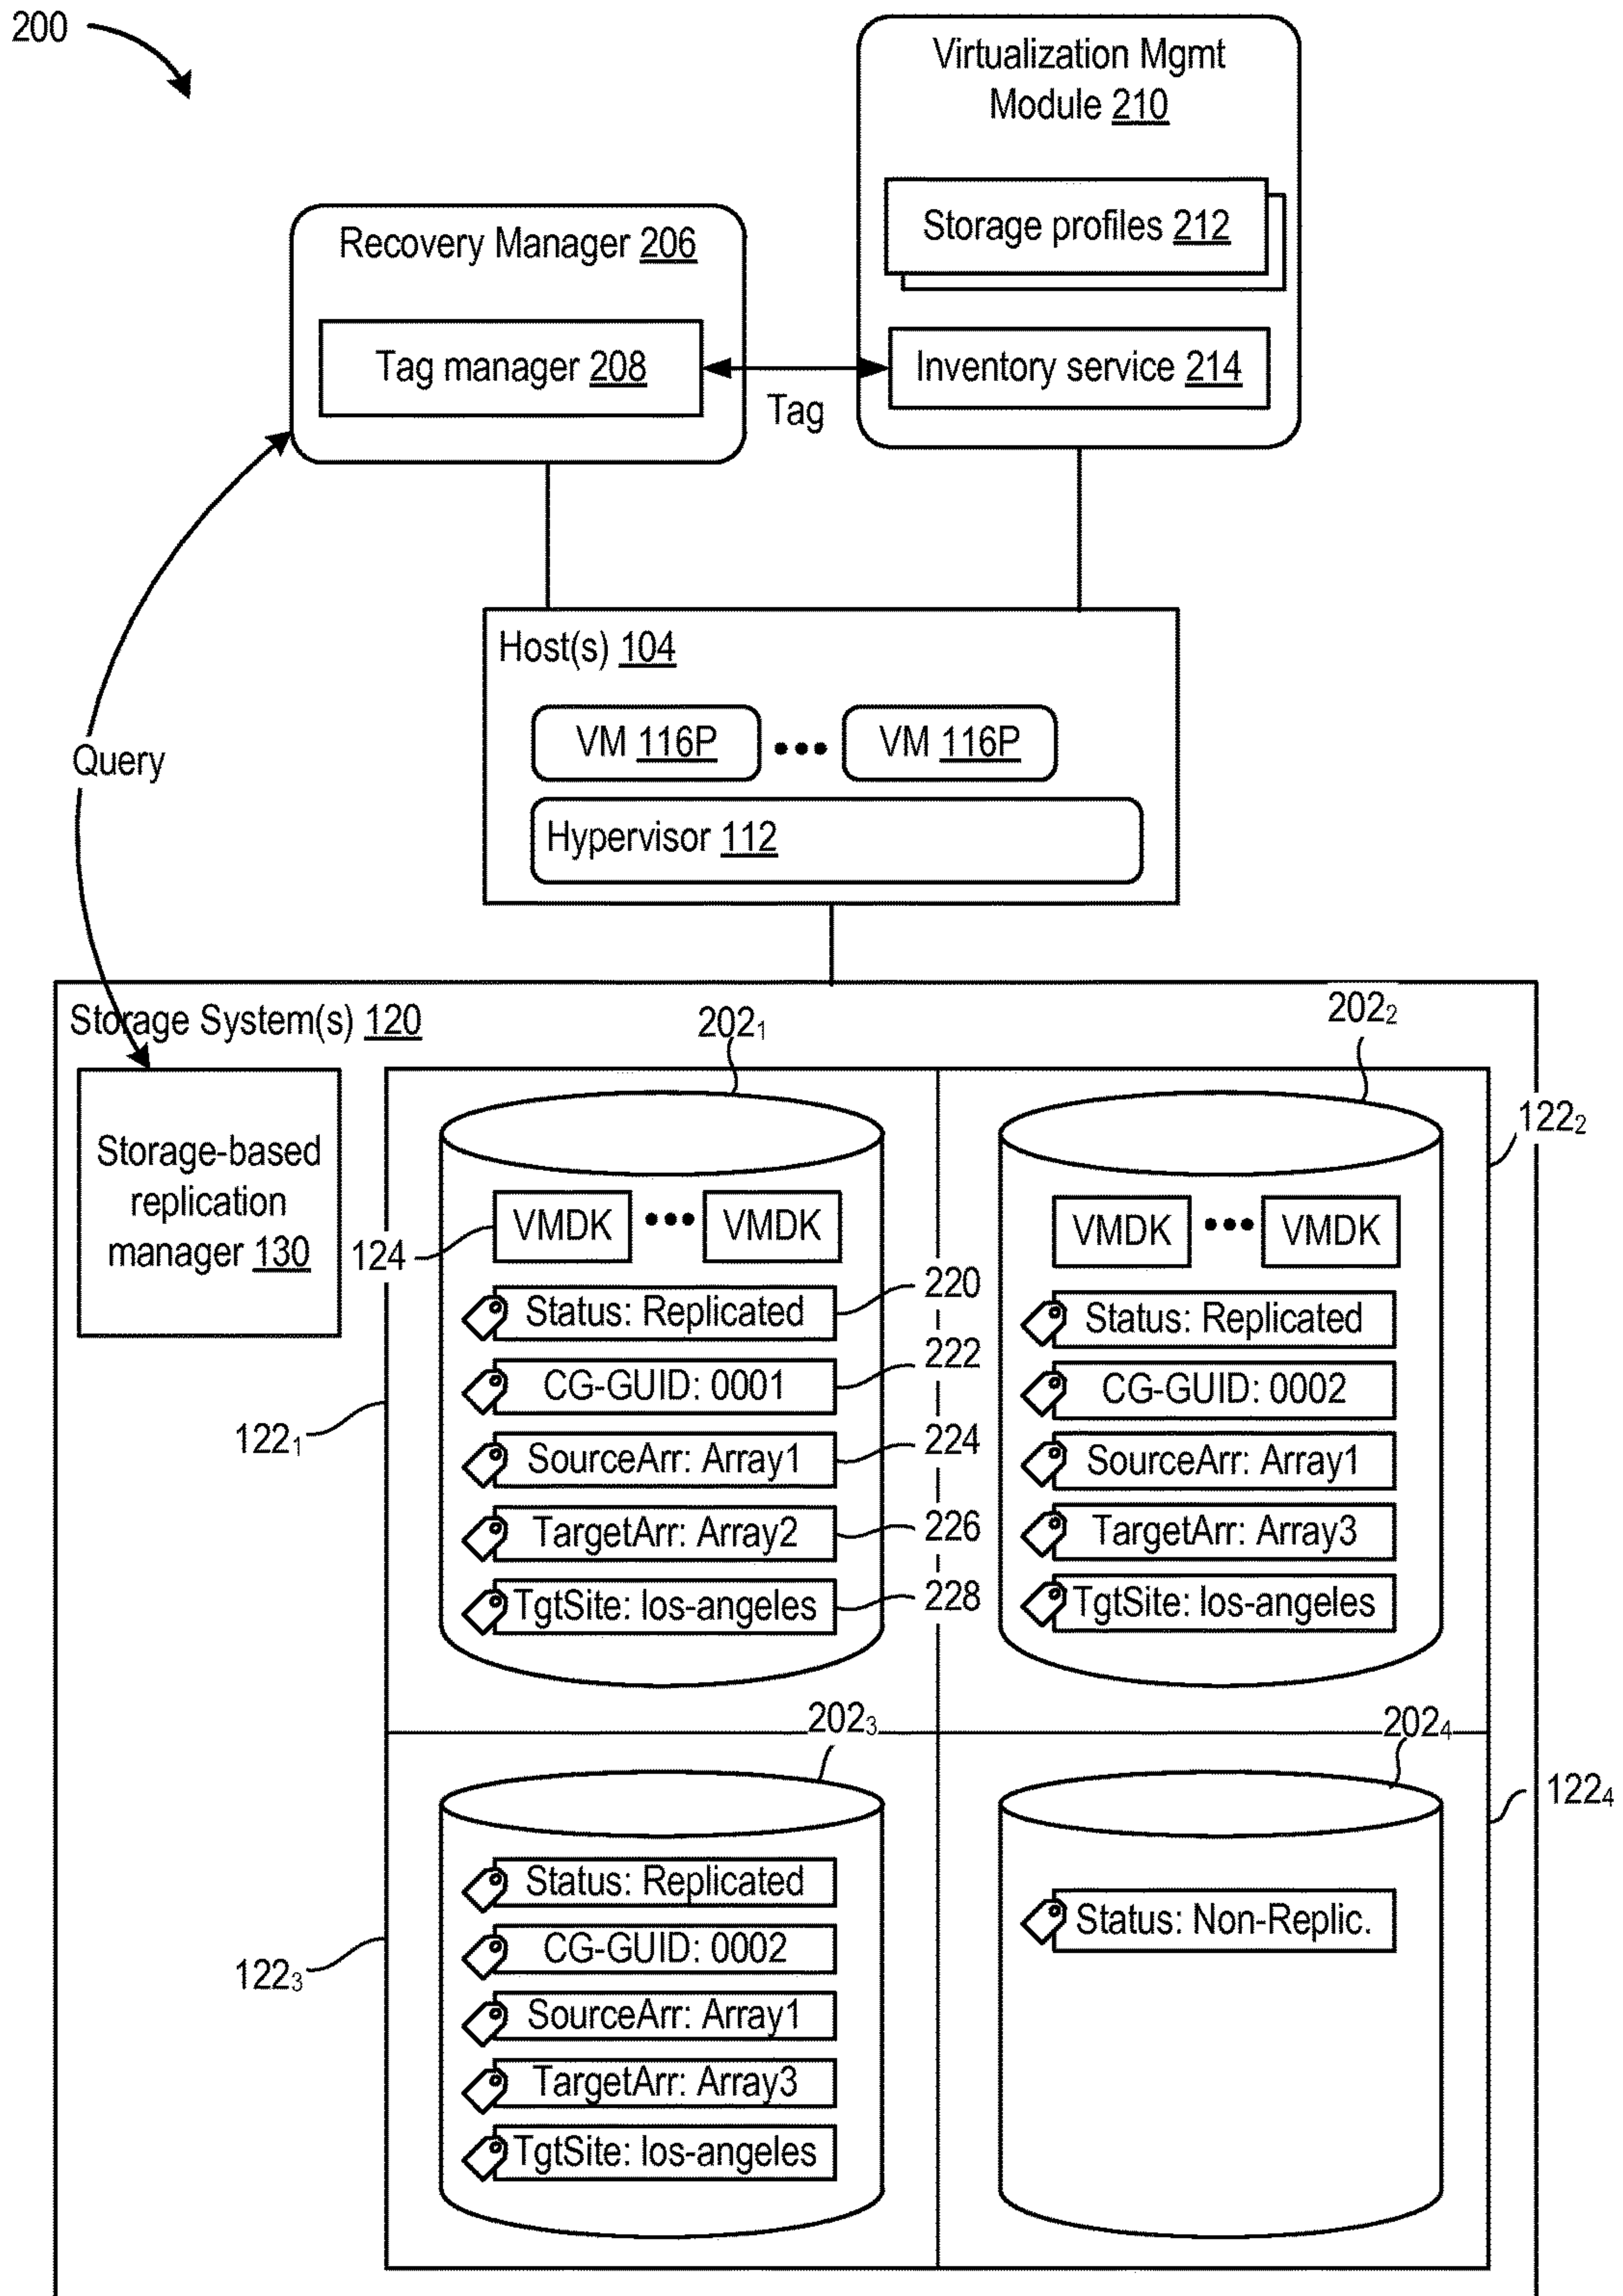 200
Virtualization Mgmt
Module 210
Storage profiles 212
Inventory service 214
Recovery Manager 206
Tag manager 208
Tag
Query
Host(s) 104
VM 116P ••• VM 116P
Hypervisor 112
Storage System(s) 120
Storage-based
replication
manager 130
202₁
202₂
122₂
122₁
124
VMDK ••• VMDK
Status: Replicated
220
CG-GUID: 0001
222
SourceArr: Array1
224
TargetArr: Array2
226
TgtSite: los-angeles
228
VMDK ••• VMDK
Status: Replicated
CG-GUID: 0002
SourceArr: Array1
TargetArr: Array3
TgtSite: los-angeles
202₃
202₄
122₄
122₃
Status: Replicated
CG-GUID: 0002
SourceArr: Array1
TargetArr: Array3
TgtSite: los-angeles
Status: Non-Replic.